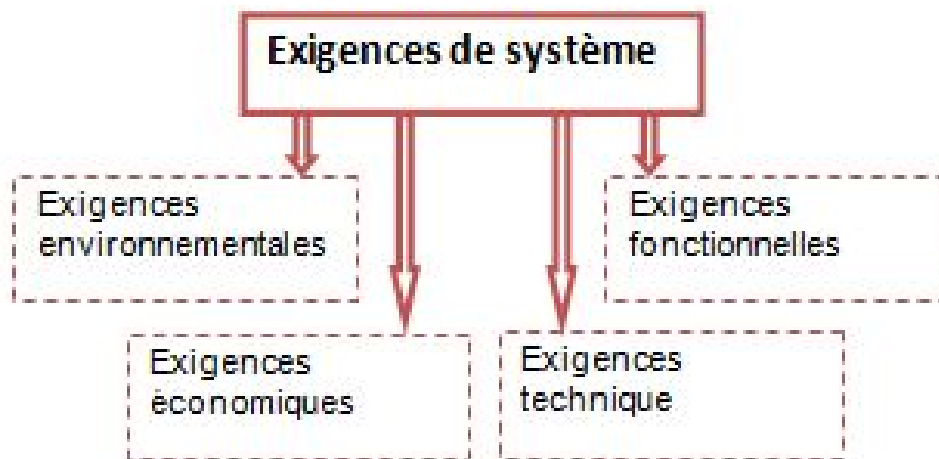 Exigences de système
Exigences
environnementales
Exigences
fonctionnelles
Exigences
économiques
Exigences
technique